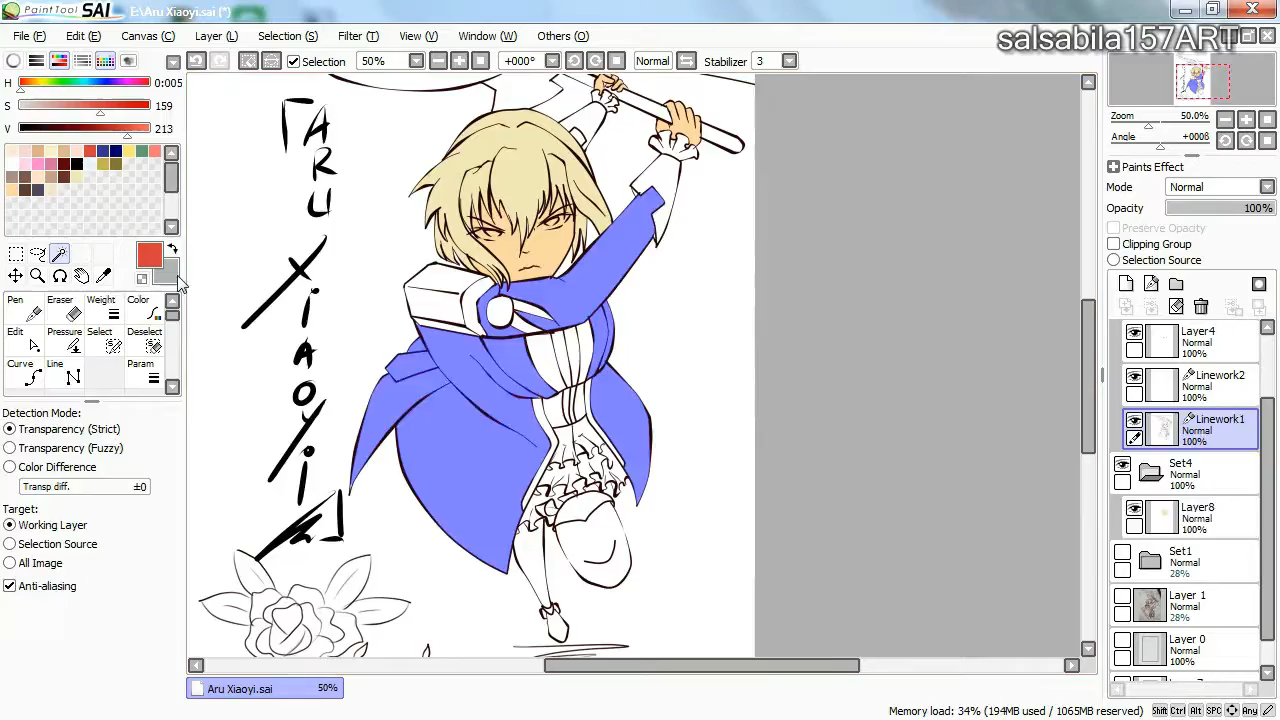 PaintTool SAI E:\Aru Xiaoyi.sai (*)
File (F) Edit (E) Canvas (C) Layer (L) Selection (S) Filter (T) View (V) Window (W) Others (O)
salsabila157ART
Selection 50% +000° Normal Stabilizer
H 0:005
S 159
V 213
Pen Eraser Weight Color
Edit Pressure Select Deselect
Curve Line Param
Detection Mode:
Transparency (Strict)
Transparency (Fuzzy)
Color Difference
Transp diff. ±0
Target:
Working Layer
Selection Source
All Image
Anti-aliasing
「ARU
XiAoyi」
Zoom 50.0%
Angle +000ß
Paints Effect
Mode Normal
Opacity 100%
Preserve Opacity
Clipping Group
Selection Source
Layer4
Normal
100%
Linework2
Normal
100%
Linework1
Normal
100%
Set4
Normal
100%
Layer8
Normal
100%
Set1
Normal
28%
Layer 1
Normal
28%
Layer 0
Normal
100%
Aru Xiaoyi.sai 50%
Memory load: 34% (194MB used / 1065MB reserved)
Shift Ctrl Alt SPC Any